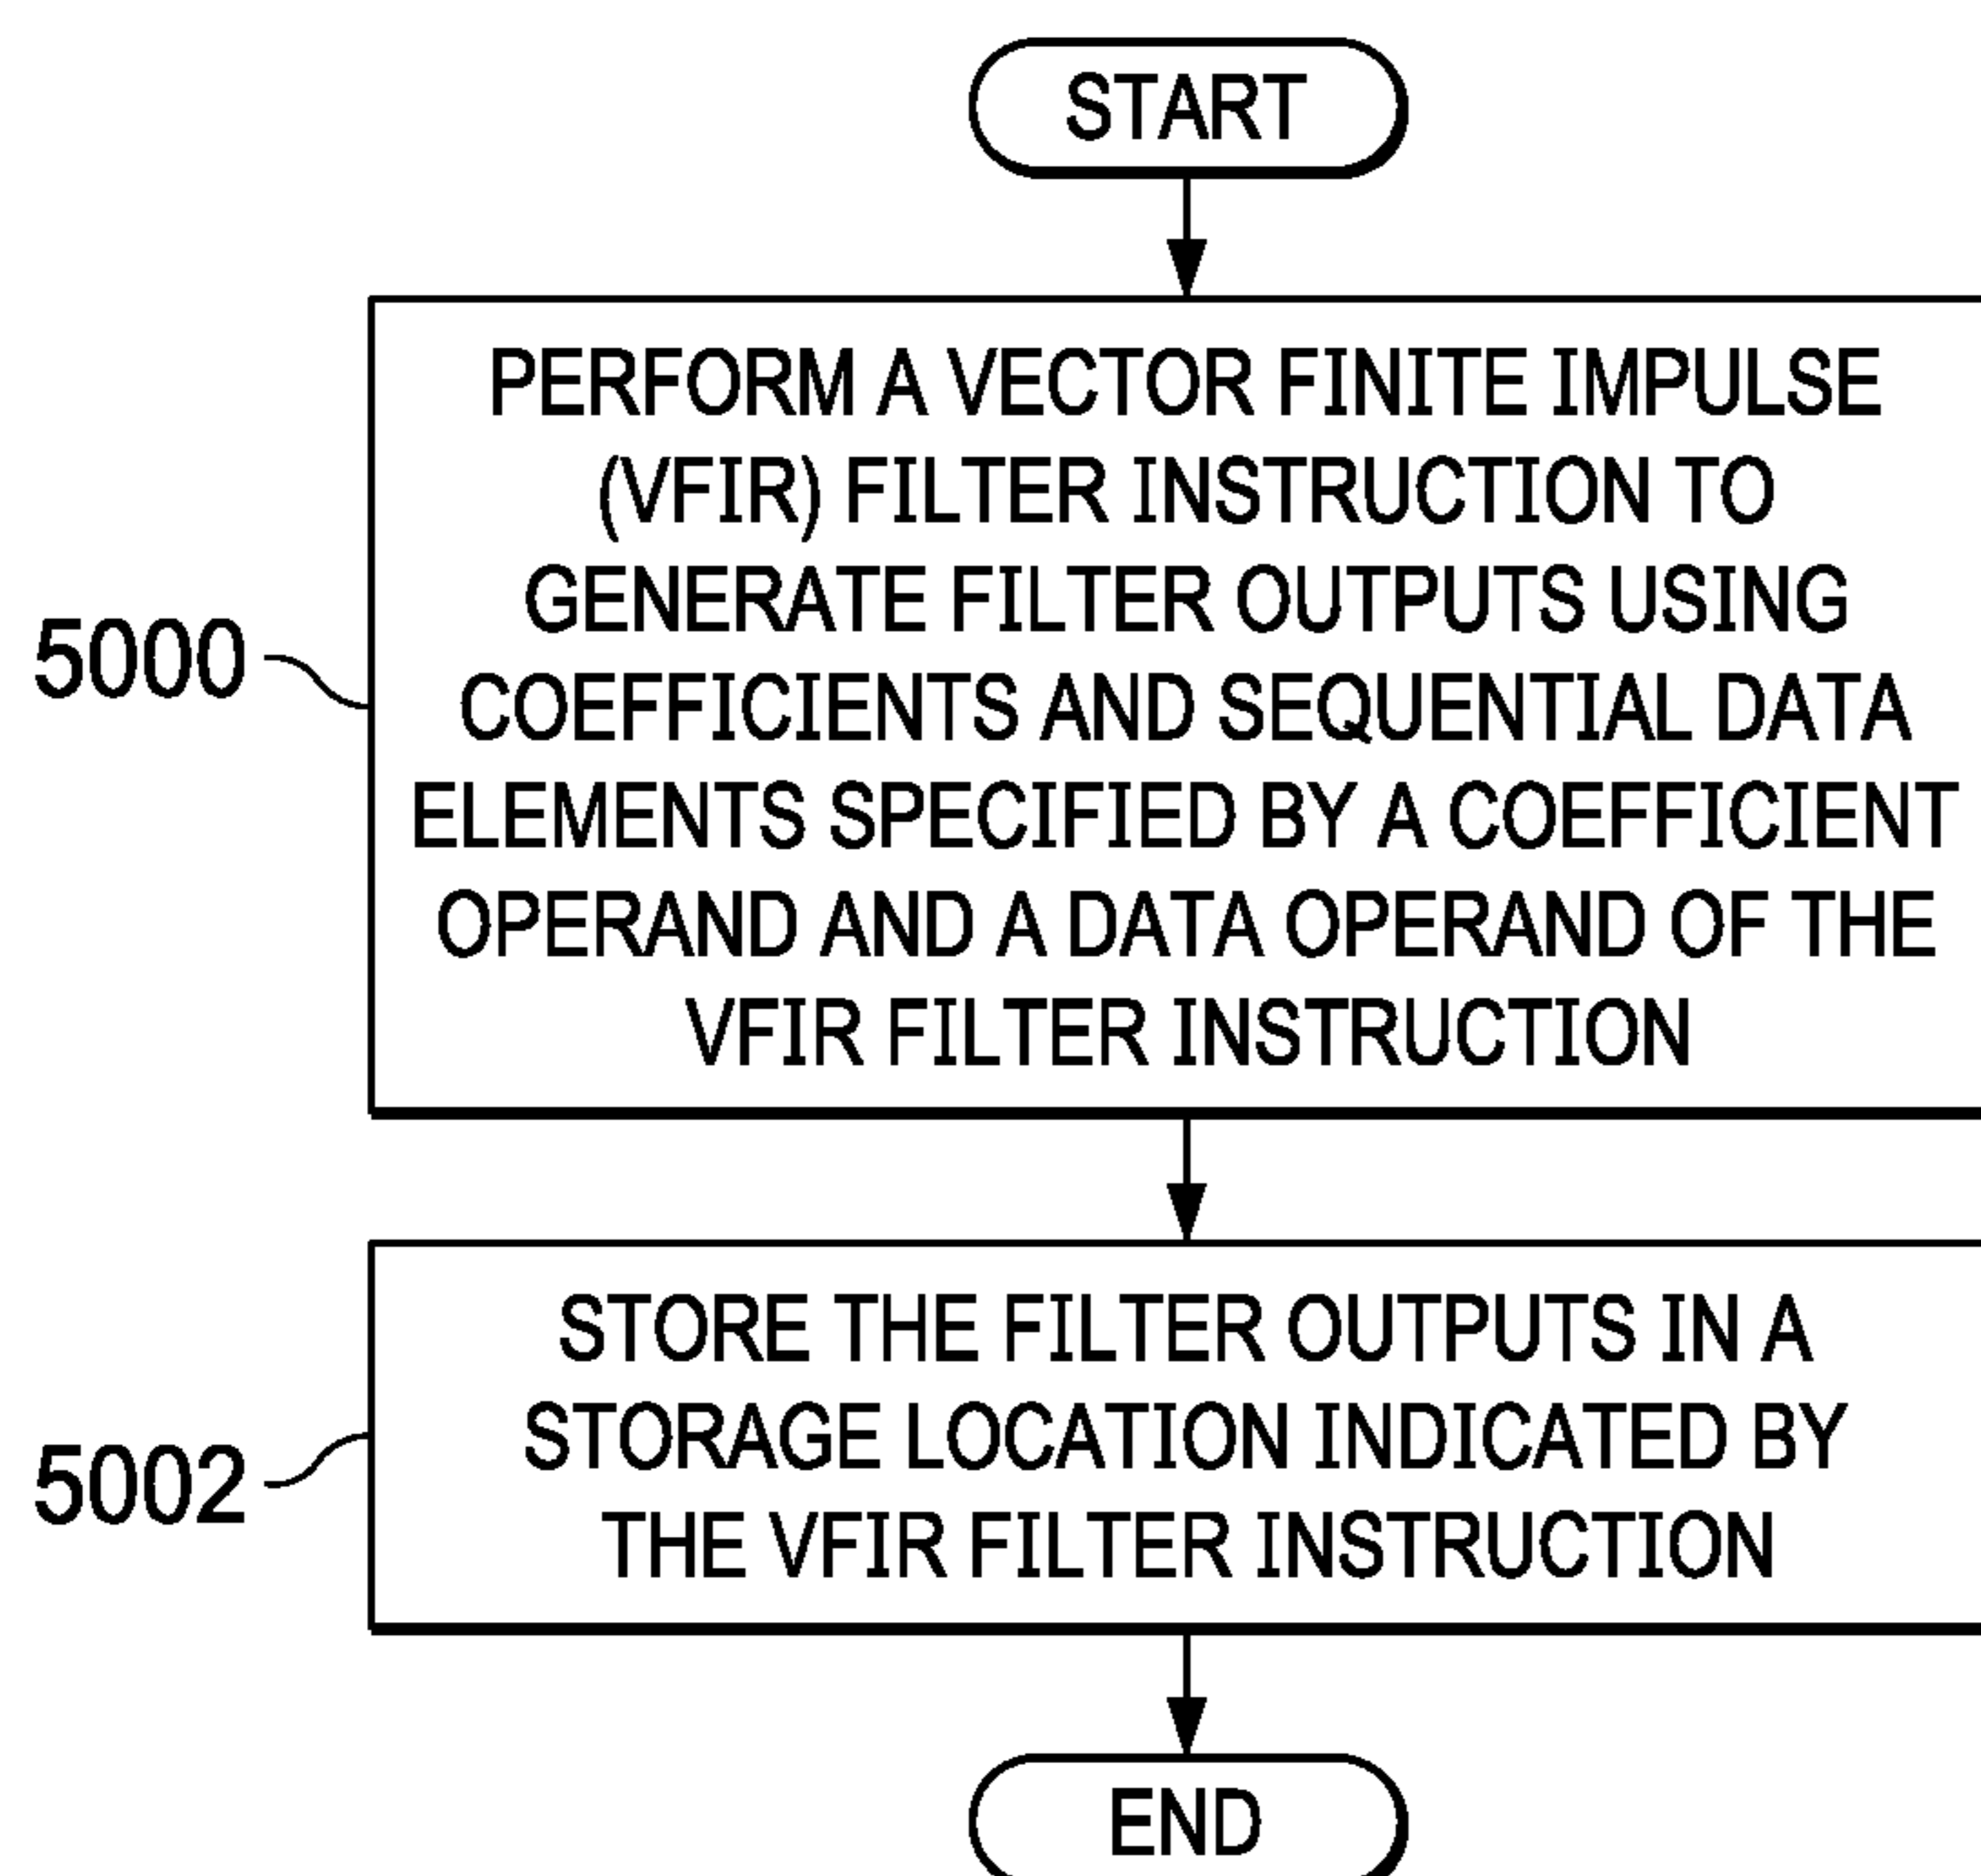 START
PERFORM A VECTOR FINITE IMPULSE
(VFIR) FILTER INSTRUCTION TO
GENERATE FILTER OUTPUTS USING
COEFFICIENTS AND SEQUENTIAL DATA
ELEMENTS SPECIFIED BY A COEFFICIENT
OPERAND AND A DATA OPERAND OF THE
VFIR FILTER INSTRUCTION
5000
STORE THE FILTER OUTPUTS IN A
STORAGE LOCATION INDICATED BY
THE VFIR FILTER INSTRUCTION
5002
END